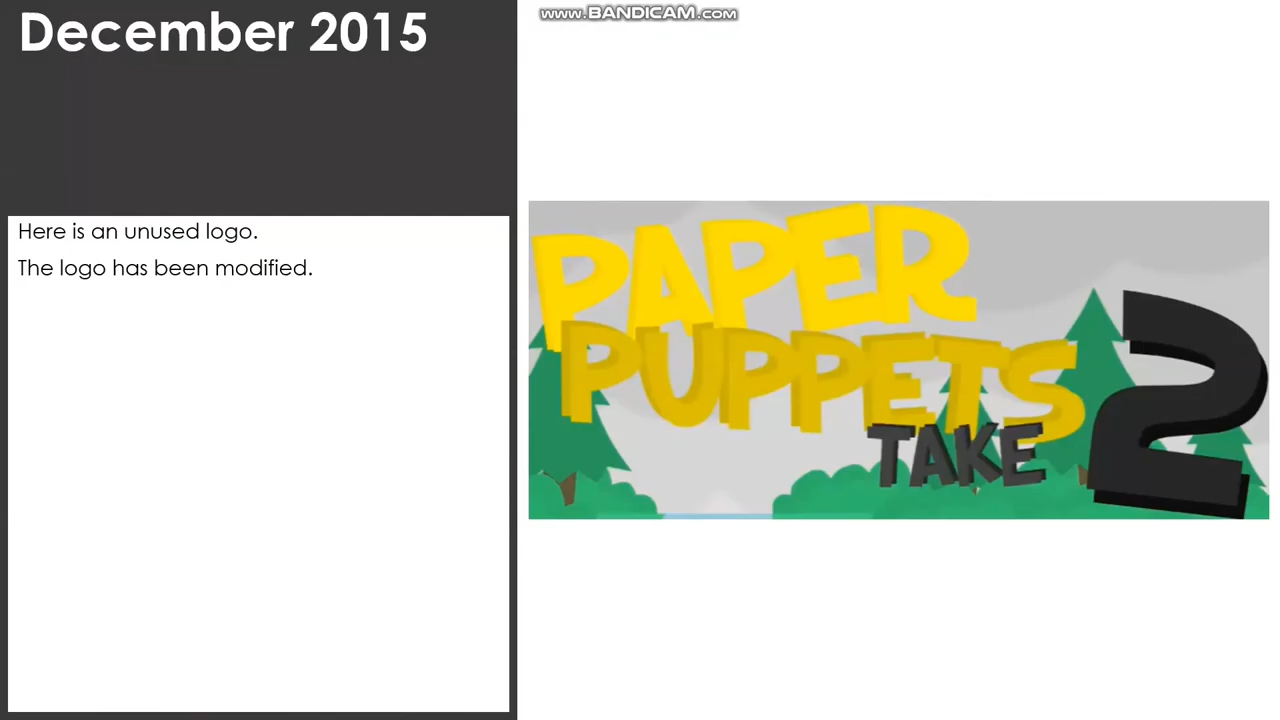 December 2015
www.BANDICAM.com
Here is an unused logo.
The logo has been modified.
PAPER
PUPPETS
TAKE
2